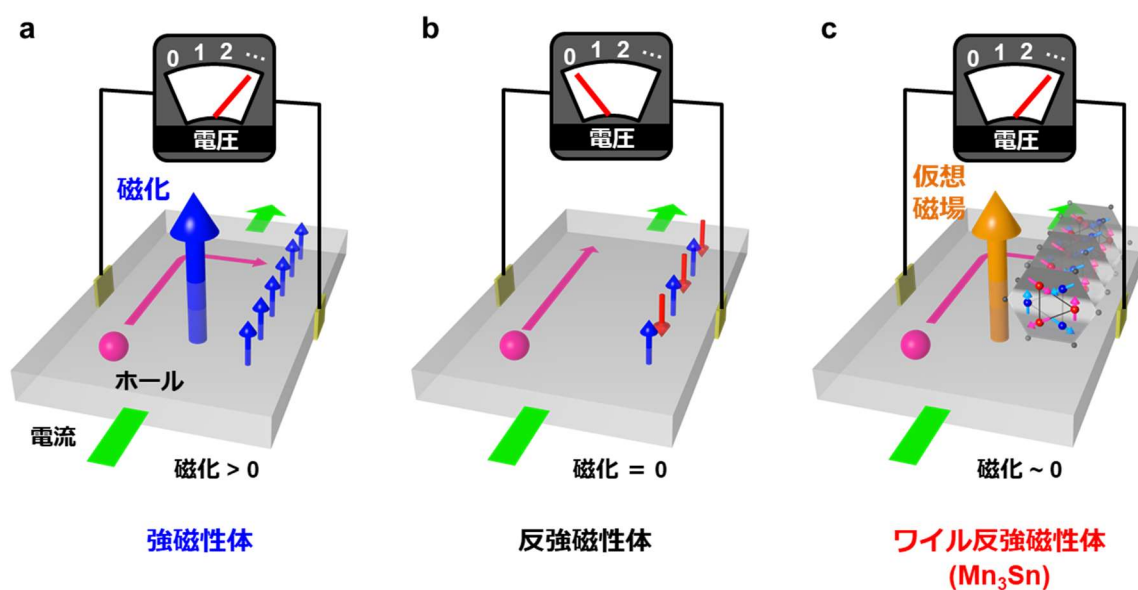 a
0 1 2 ...
電圧
磁化
ホール
電流
磁化 > 0
強磁性体
b
0 1 2 ...
電圧
磁化 = 0
反強磁性体
c
0 1 2 ...
電圧
仮想
磁場
磁化 ~ 0
ワイル反強磁性体
(Mn₃Sn)